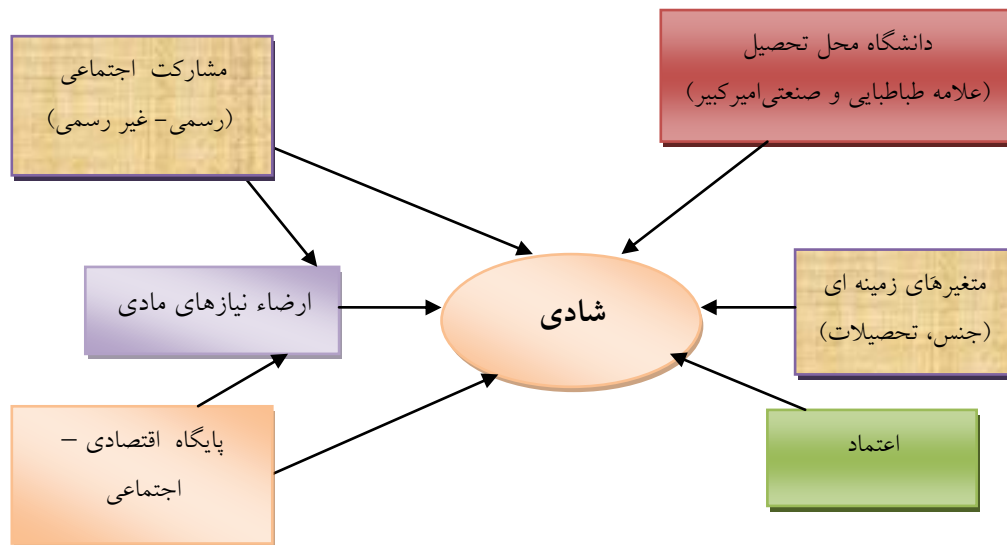 دانشگاه محل تحصیل
(علامه طباطبایی و صنعتی امیرکبیر)
مشارکت اجتماعی
(رسمی- غیر رسمی)
متغیرهای زمینه ای
(جنس، تحصیلات)
شادی
ارضاء نیازهای مادی
اعتماد
پایگاه اقتصادی –
اجتماعی